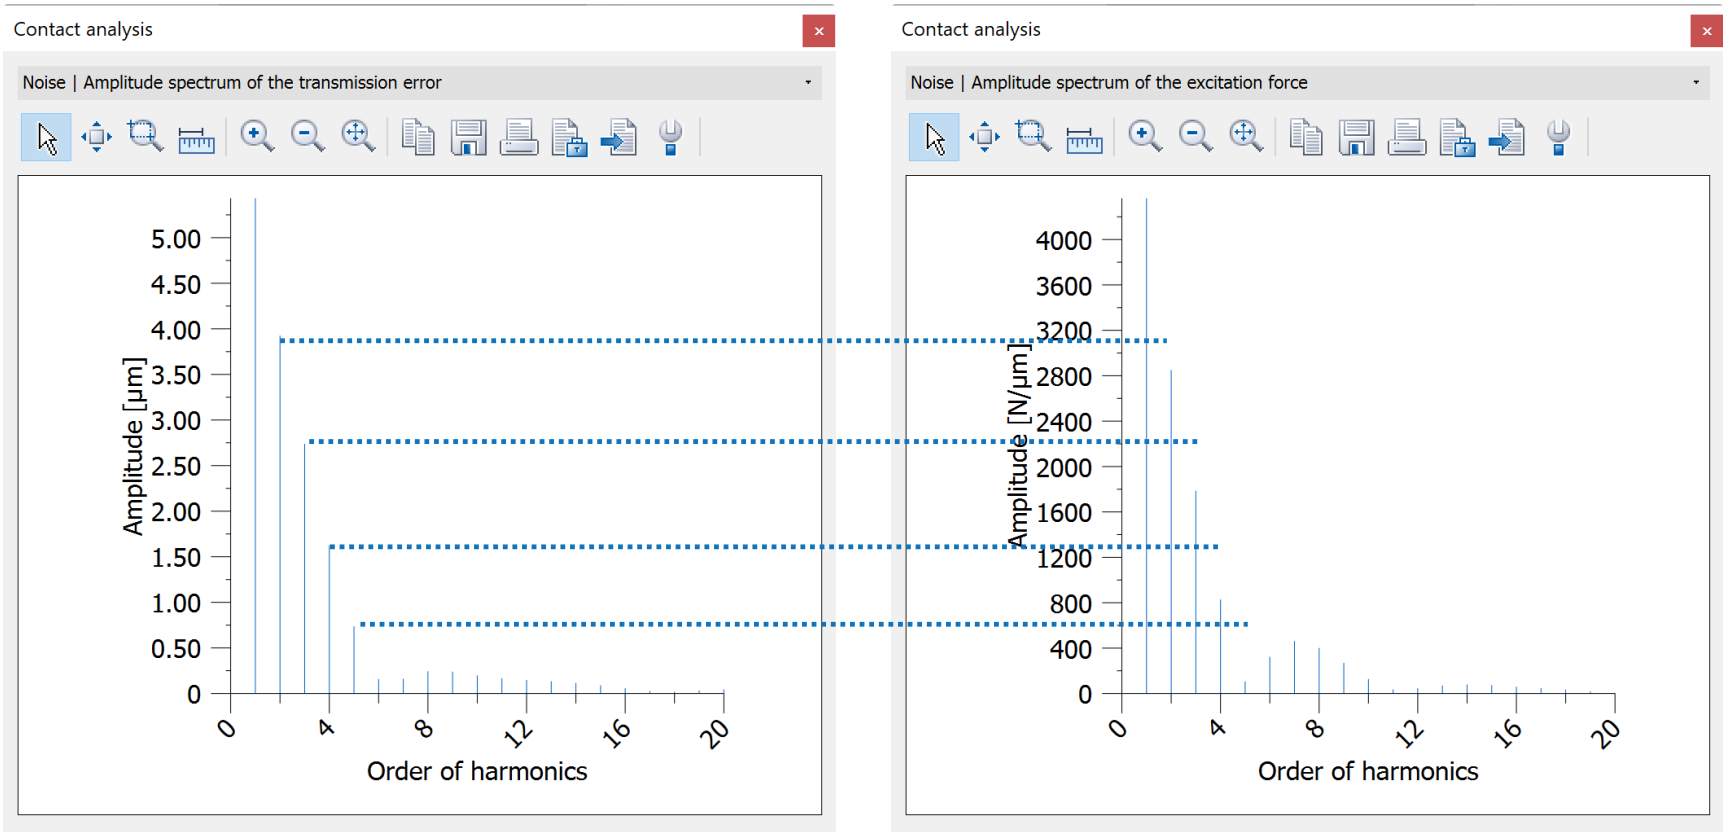 Contact analysis
×
Noise | Amplitude spectrum of the transmission error
5.00
4.50
4.00
3.50
3.00
2.50
2.00
1.50
1.00
0.50
0
Amplitude [µm]
0 4 8 12 16 20
Order of harmonics
Contact analysis
×
Noise | Amplitude spectrum of the excitation force
4000
3600
3200
2800
2400
2000
1600
1200
800
400
0
Amplitude [N/µm]
0 4 8 12 16 20
Order of harmonics